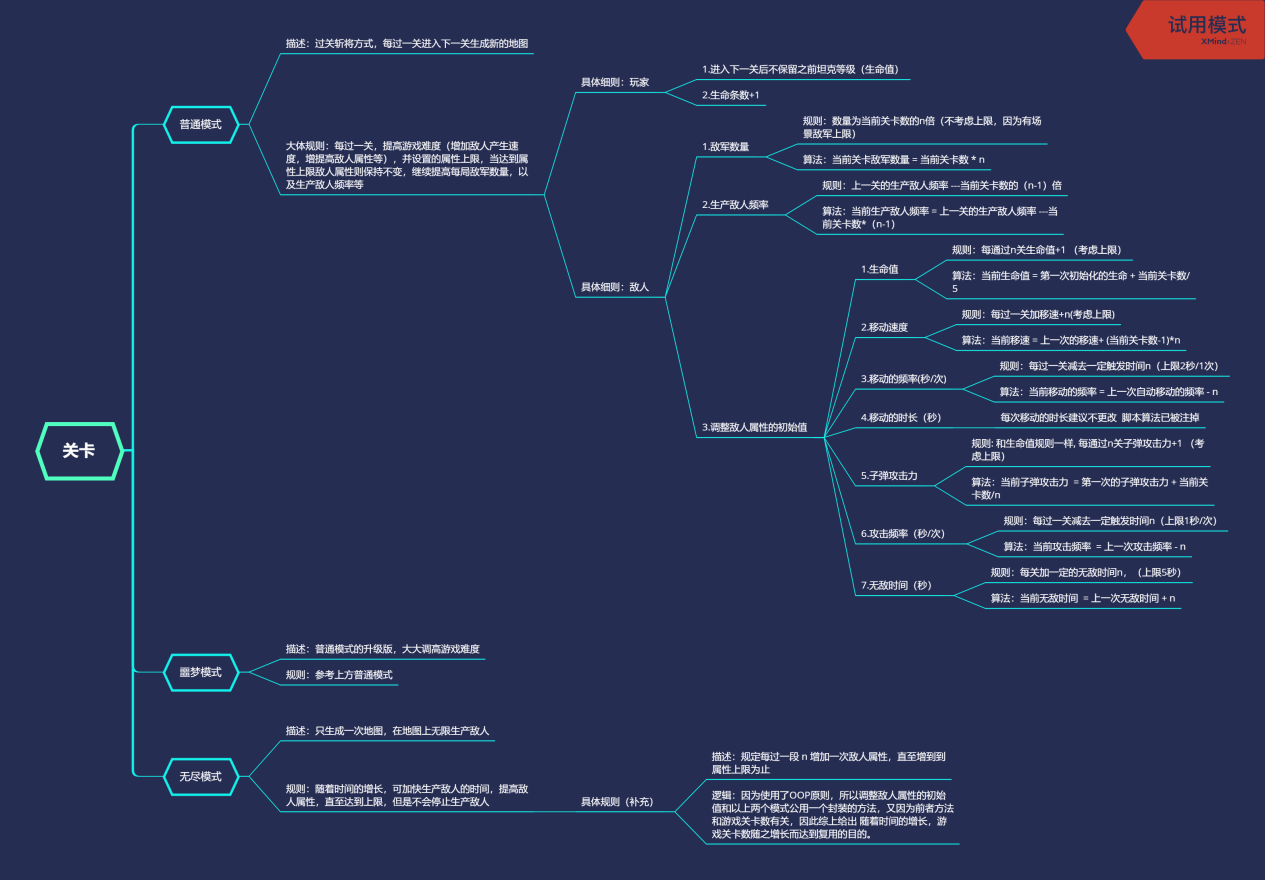 试用模式
XMind:ZEN
关卡
普通模式
描述：过关斩将方式，每过一关进入下一关生成新的地图
大体规则：每过一关，提高游戏难度（增加敌人产生速
度，增提高敌人属性等），并设置的属性上限，当达到属
性上限敌人属性则保持不变，继续提高每局敌军数量，以
及生产敌人频率等
具体细则：玩家
1.进入下一关后不保留之前坦克等级（生命值）
2.生命条数+1
具体细则：敌人
1.敌军数量
规则：数量为当前关卡数的n倍（不考虑上限，因为有场
景敌军上限）
算法：当前关卡敌军数量 = 当前关卡数 * n
2.生产敌人频率
规则：上一关的生产敌人频率 ---当前关卡数的（n-1）倍
算法：当前生产敌人频率 = 上一关的生产敌人频率 ---当
前关卡数*（n-1）
3.调整敌人属性的初始值
1.生命值
规则：每通过n关生命值+1 （考虑上限）
算法：当前生命值 = 第一次初始化的生命 + 当前关卡数/
5
2.移动速度
规则：每过一关加移速+n(考虑上限)
算法：当前移速 = 上一次的移速+ (当前关卡数-1)*n
3.移动的频率(秒/次)
规则：每过一关减去一定触发时间n（上限2秒/1次）
算法：当前移动的频率 = 上一次自动移动的频率 - n
4.移动的时长（秒）
每次移动的时长建议不更改 脚本算法已被注掉
5.子弹攻击力
规则: 和生命值规则一样, 每通过n关子弹攻击力+1 （考
虑上限）
算法：当前子弹攻击力 = 第一次的子弹攻击力 + 当前关
卡数/n
6.攻击频率（秒/次）
规则：每过一关减去一定触发时间n（上限1秒/次）
算法：当前攻击频率 = 上一次攻击频率 - n
7.无敌时间（秒）
规则：每关加一定的无敌时间n，（上限5秒）
算法：当前无敌时间 = 上一次无敌时间 + n
噩梦模式
描述：普通模式的升级版，大大调高游戏难度
规则：参考上方普通模式
无尽模式
描述：只生成一次地图，在地图上无限生产敌人
规则：随着时间的增长，可加快生产敌人的时间，提高敌
人属性，直至达到上限，但是不会停止生产敌人
具体规则（补充）
描述：规定每过一段 n 增加一次敌人属性，直至增到到
属性上限为止
逻辑：因为使用了OOP原则，所以调整敌人属性的初始
值和以上两个模式公用一个封装的方法，又因为前者方法
和游戏关卡数有关，因此综上给出 随着时间的增长，游
戏关卡数随之增长而达到复用的目的。